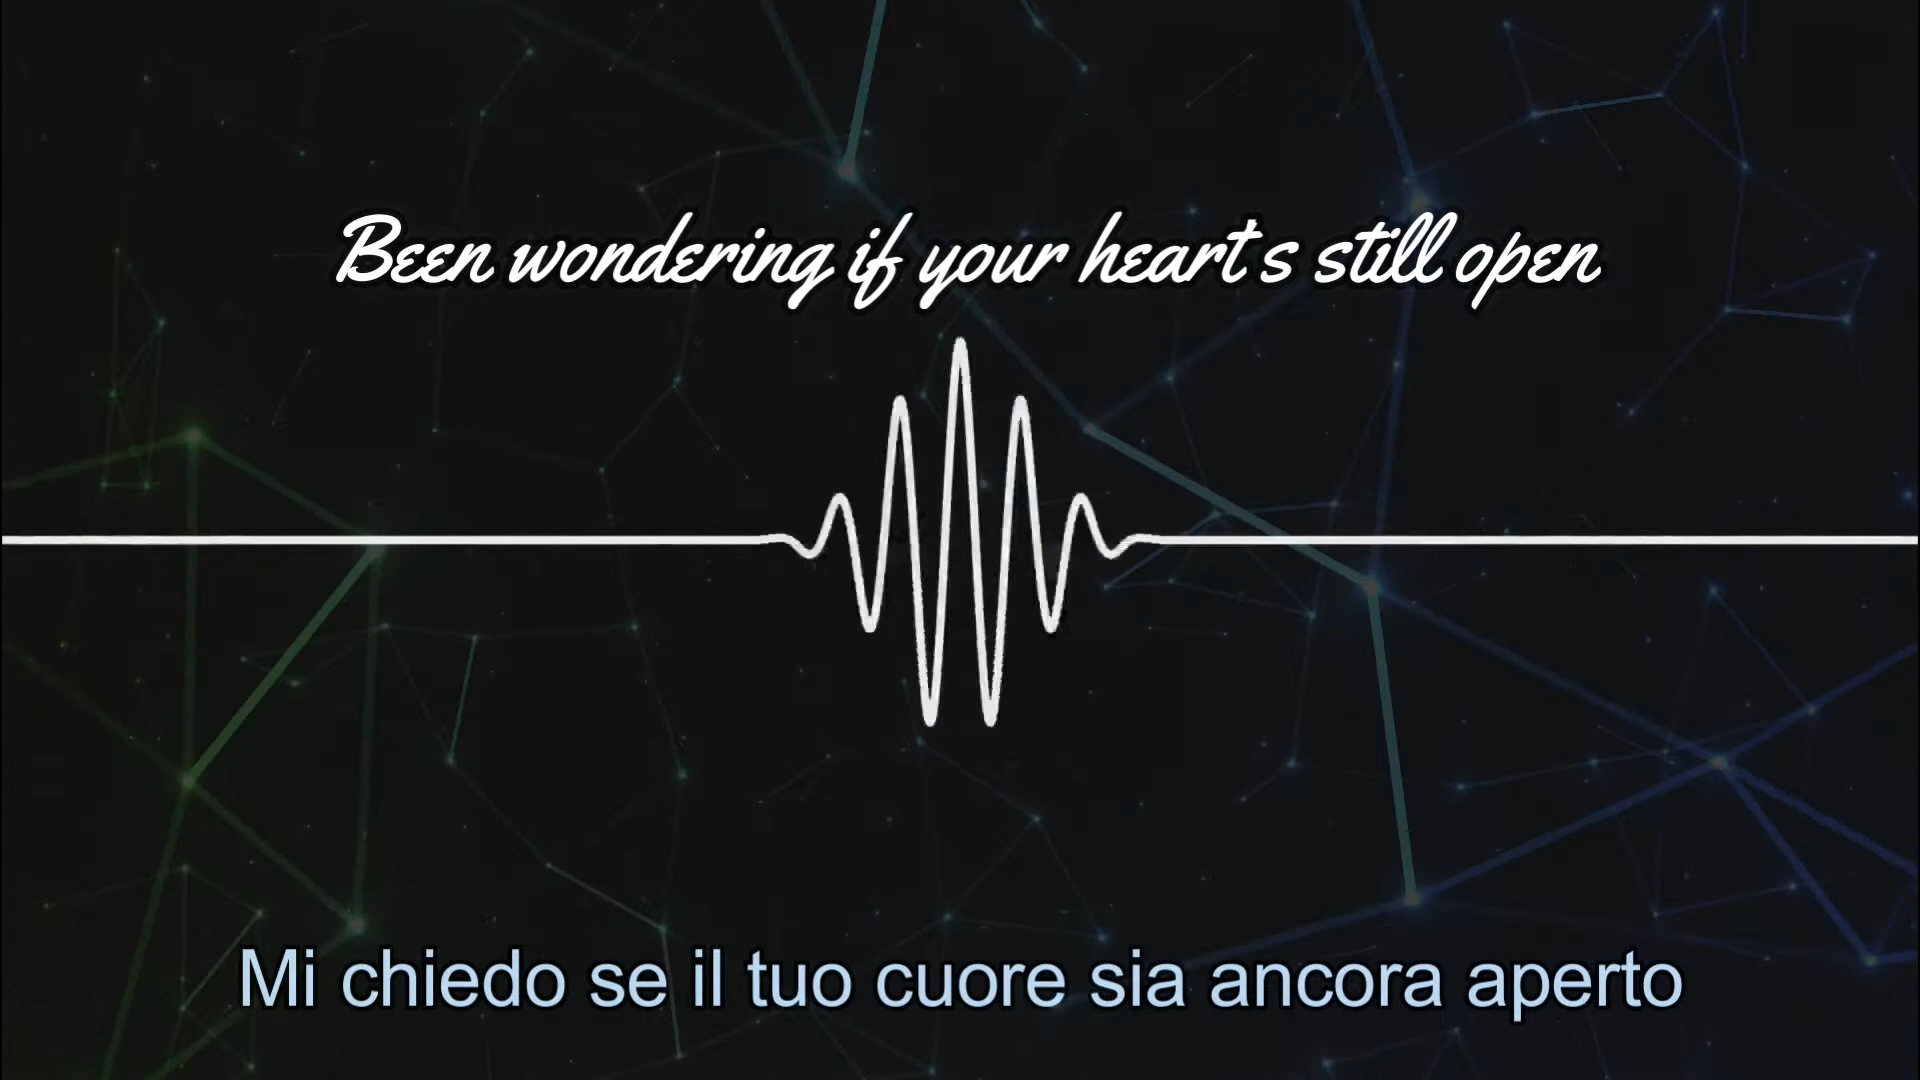 Been wondering if your heart's still open
Mi chiedo se il tuo cuore sia ancora aperto